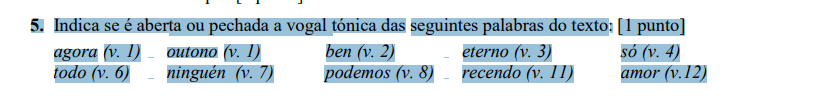 5. Indica se é aberta ou pechada a vogal tónica das seguintes palabras do texto: [1 punto]
agora (v. 1) _ outono (v. 1) ben (v. 2) _ eterno (v. 3) só (v. 4)
todo (v. 6) _ ninguén (v. 7) podemos (v. 8) _ recendo (v. 11) amor (v.12)